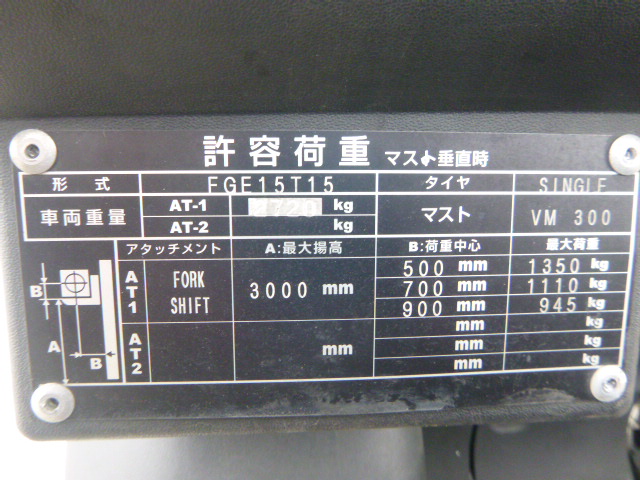 許容荷重 マスト垂直時
形式 FGE15T15 タイヤ SINGLE
車両重量 AT-1 2720 kg マスト VM 300
AT-2 kg
アタッチメント A:最大揚高 B:荷重中心 最大荷重
AT1 FORK SHIFT 3000 mm 500 mm 1350 kg
700 mm 1110 kg
900 mm 945 kg
mm kg
AT2 mm mm kg
mm kg
B
A
B